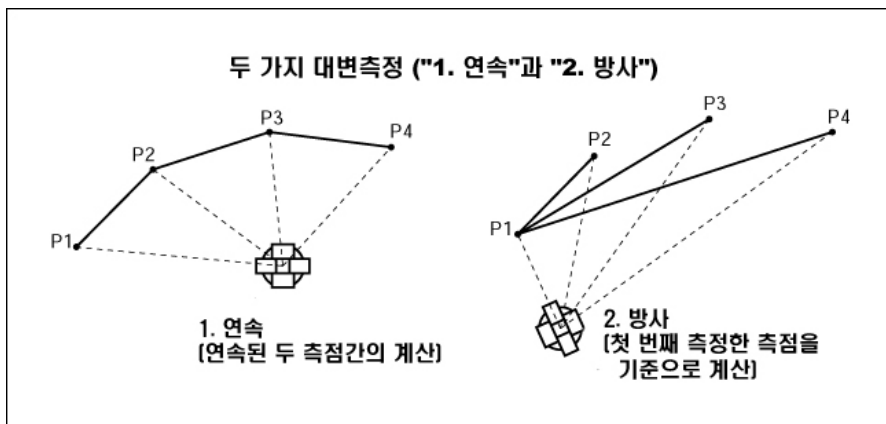 두 가지 대변측정 ("1. 연속"과 "2. 방사")
P1
P2
P3
P4
1. 연속
(연속된 두 측점간의 계산)
P1
P2
P3
P4
2. 방사
(첫 번째 측정한 측점을
기준으로 계산)